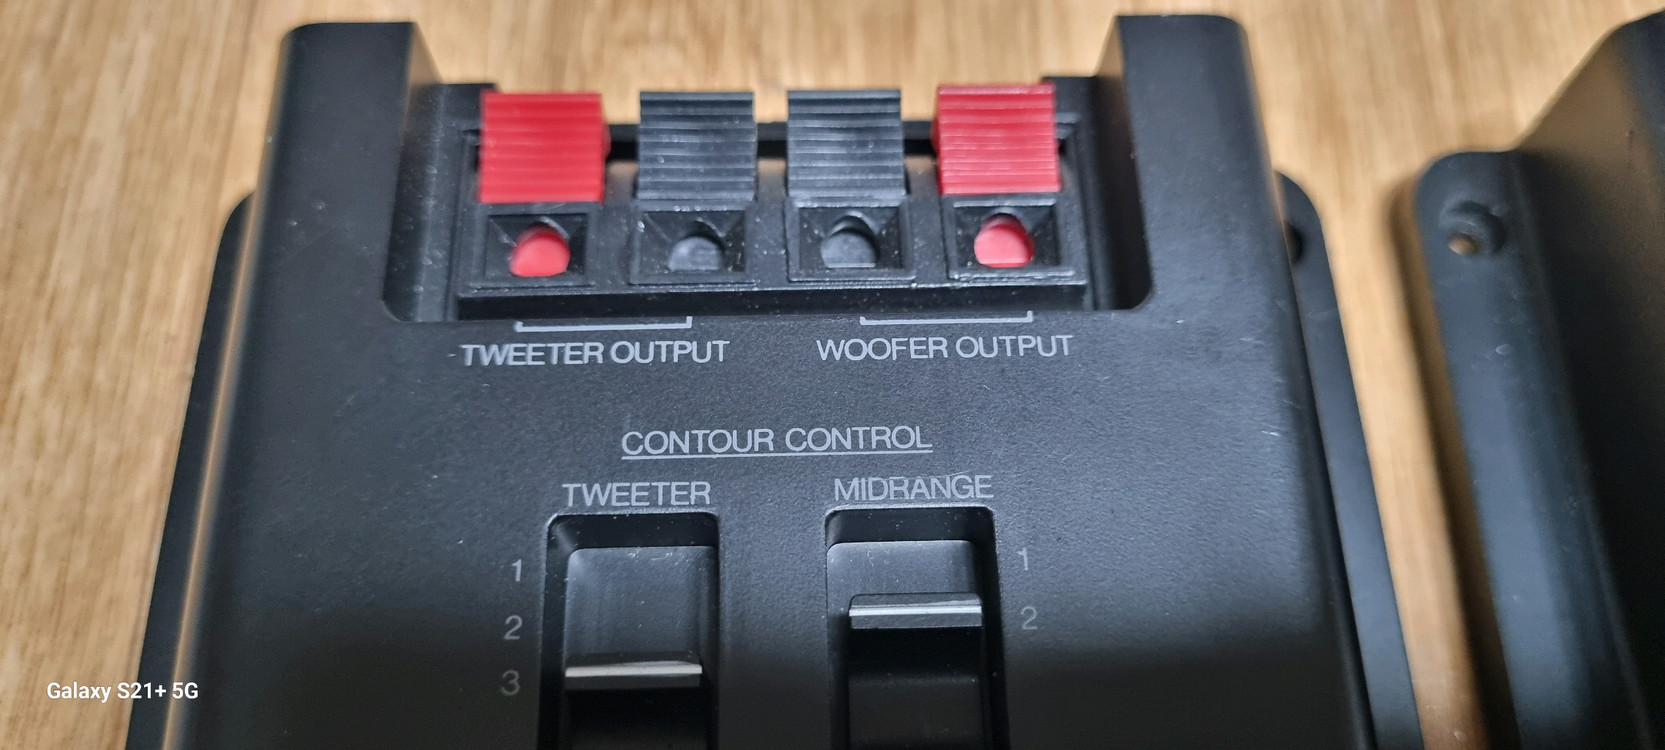 TWEETER OUTPUT
WOOFER OUTPUT
CONTOUR CONTROL
TWEETER
MIDRANGE
1
2
3
1
2
Galaxy S21+ 5G